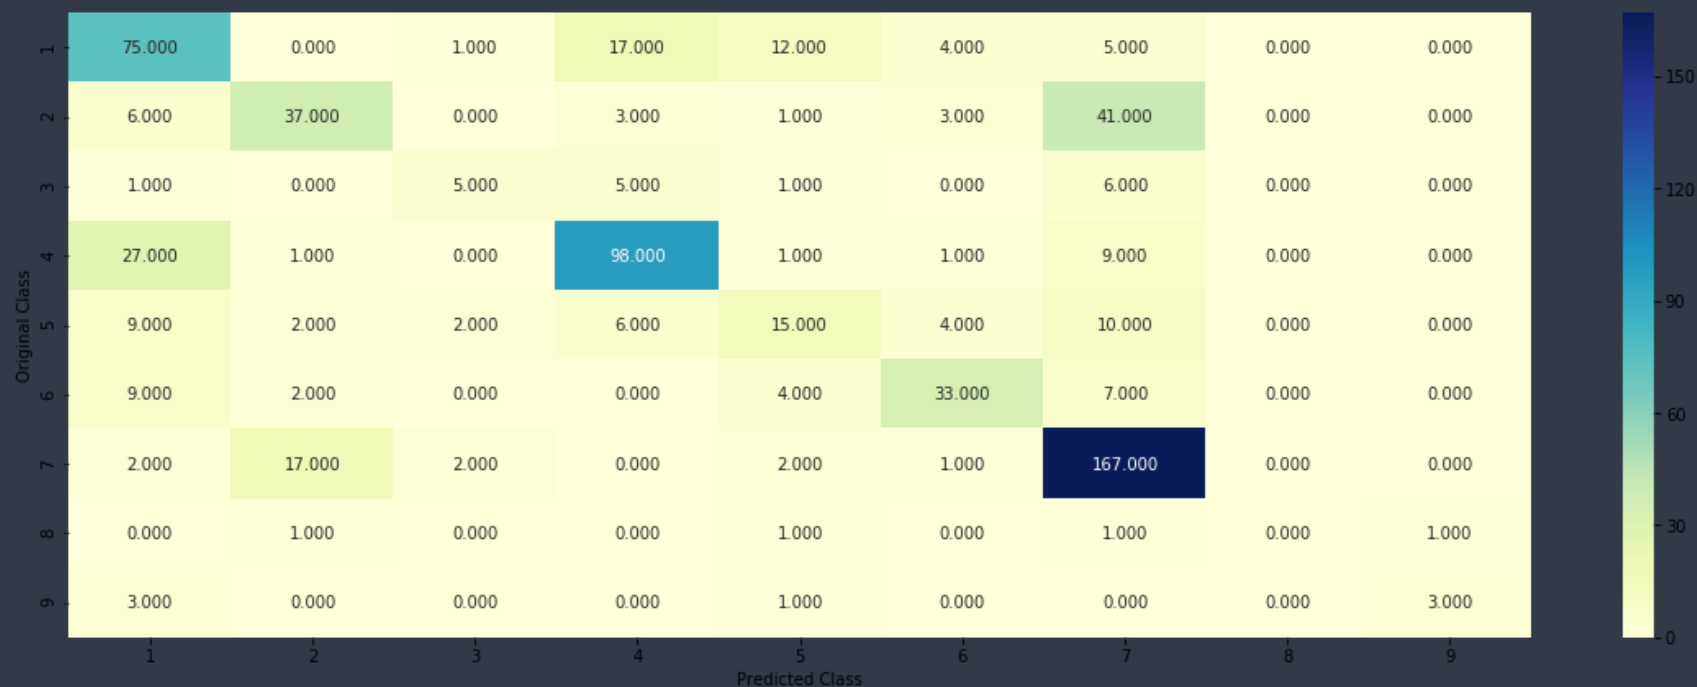 1 75.000 0.000 1.000 17.000 12.000 4.000 5.000 0.000 0.000
2 6.000 37.000 0.000 3.000 1.000 3.000 41.000 0.000 0.000
3 1.000 0.000 5.000 5.000 1.000 0.000 6.000 0.000 0.000
4 27.000 1.000 0.000 98.000 1.000 1.000 9.000 0.000 0.000
5 9.000 2.000 2.000 6.000 15.000 4.000 10.000 0.000 0.000
6 9.000 2.000 0.000 0.000 4.000 33.000 7.000 0.000 0.000
7 2.000 17.000 2.000 0.000 2.000 1.000 167.000 0.000 0.000
8 0.000 1.000 0.000 0.000 1.000 0.000 1.000 0.000 1.000
9 3.000 0.000 0.000 0.000 1.000 0.000 0.000 0.000 3.000
1 2 3 4 5 6 7 8 9
Predicted Class
Original Class
150
120
90
60
30
0